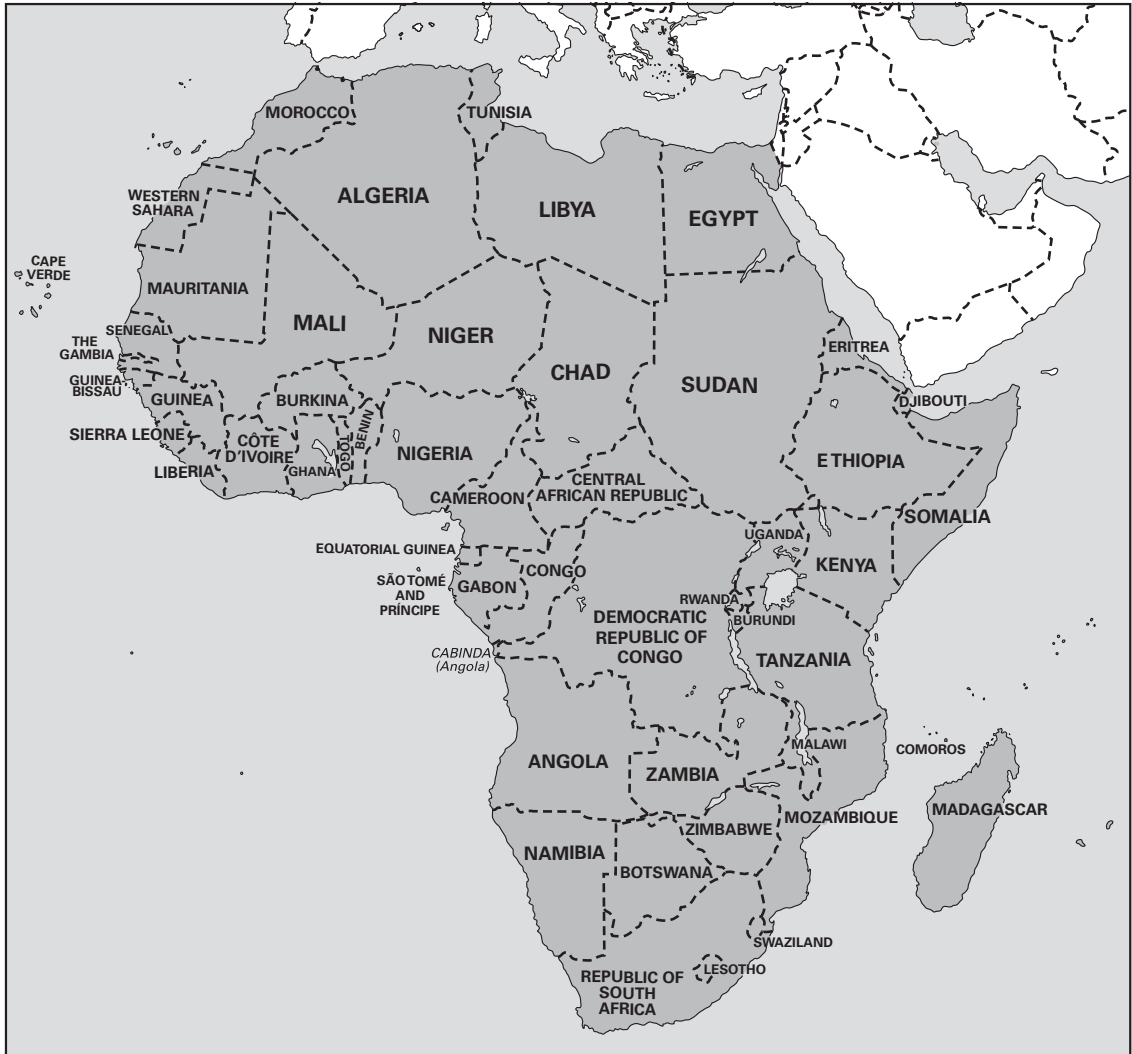 MOROCCO
TUNISIA
ALGERIA
LIBYA
EGYPT
WESTERN
SAHARA
CAPE
VERDE
MAURITANIA
MALI
NIGER
CHAD
SUDAN
ERITREA
SENEGAL
THE
GAMBIA
GUINEA-
BISSAU
GUINEA
BURKINA
BENIN
TOGO
DJIBOUTI
SIERRA LEONE
CÔTE
D'IVOIRE
GHANA
NIGERIA
ETHIOPIA
LIBERIA
CAMEROON
CENTRAL
AFRICAN REPUBLIC
SOMALIA
UGANDA
KENYA
EQUATORIAL GUINEA
CONGO
GABON
SÃO TOMÉ
AND
PRÍNCIPE
RWANDA
BURUNDI
DEMOCRATIC
REPUBLIC OF
CONGO
CABINDA
(Angola)
TANZANIA
MALAWI
COMOROS
ANGOLA
ZAMBIA
MOZAMBIQUE
MADAGASCAR
ZIMBABWE
NAMIBIA
BOTSWANA
SWAZILAND
LESOTHO
REPUBLIC OF
SOUTH
AFRICA